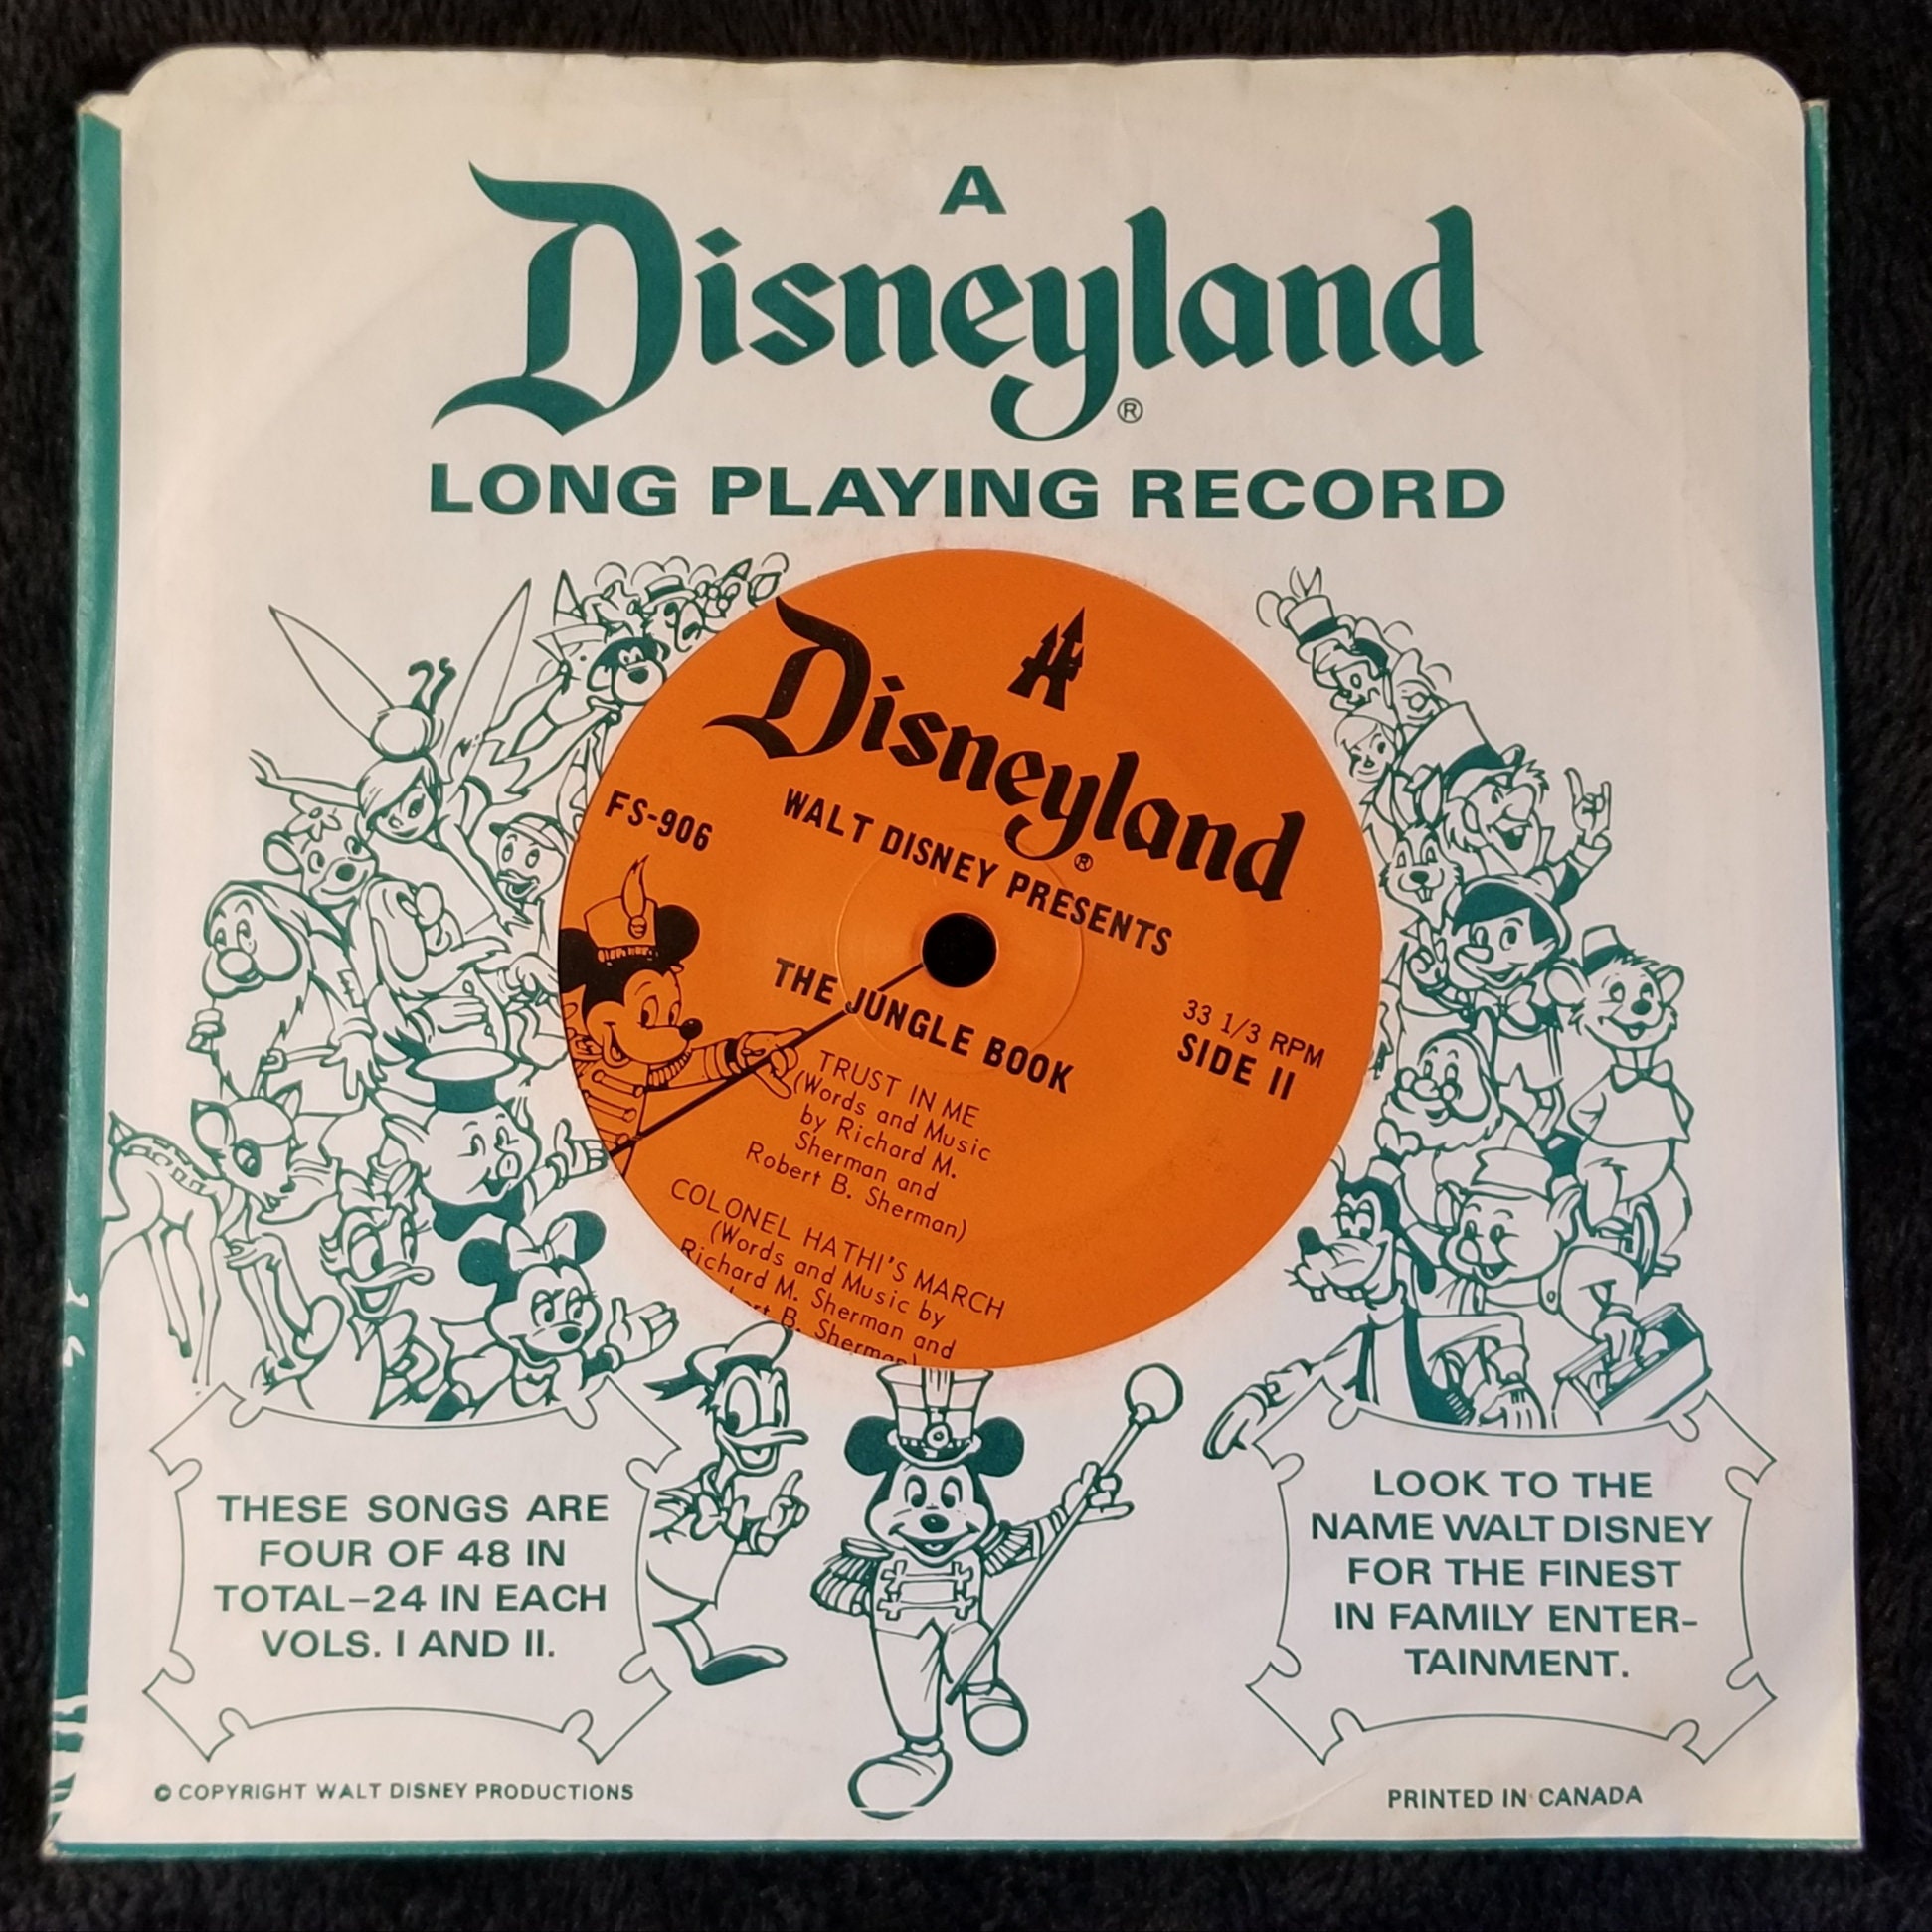 A
Disneyland®
LONG PLAYING RECORD
Disneyland®
FS-906
WALT DISNEY PRESENTS
THE JUNGLE BOOK
33 1/3 RPM
SIDE II
TRUST IN ME
(Words and Music
by Richard M.
Sherman and
Robert B. Sherman)
COLONEL HATHI'S MARCH
(Words and Music by
Richard M. Sherman and
B. Sherman)
THESE SONGS ARE
FOUR OF 48 IN
TOTAL–24 IN EACH
VOLS. I AND II.
LOOK TO THE
NAME WALT DISNEY
FOR THE FINEST
IN FAMILY ENTER-
TAINMENT.
© COPYRIGHT WALT DISNEY PRODUCTIONS
PRINTED IN CANADA